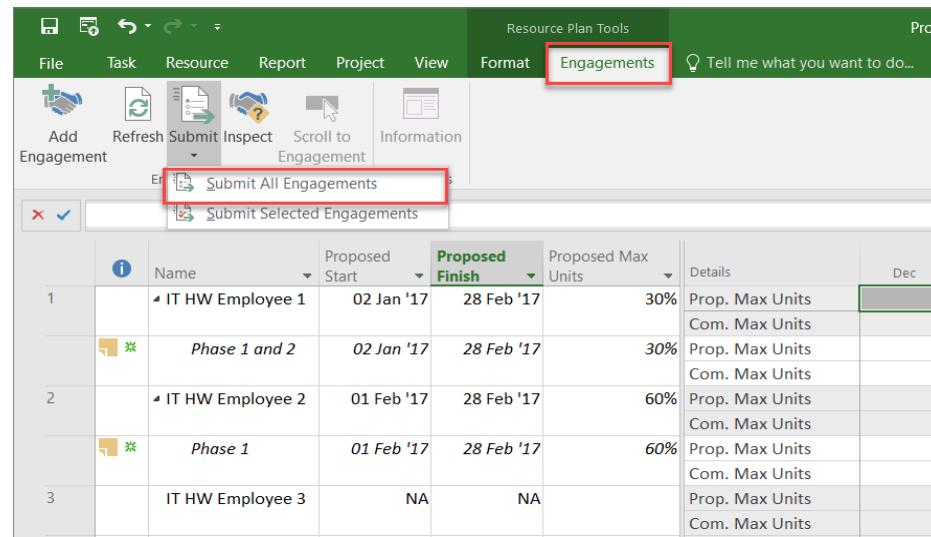 Resource Plan Tools Pro
File Task Resource Report Project View Format Engagements Tell me what you want to do...
Add Engagement Refresh Submit Inspect Scroll to Engagement Information
Submit All Engagements
Submit Selected Engagements
Name Proposed Start Proposed Finish Proposed Max Units Details Dec
1 IT HW Employee 1 02 Jan '17 28 Feb '17 30% Prop. Max Units
Com. Max Units
Phase 1 and 2 02 Jan '17 28 Feb '17 30% Prop. Max Units
Com. Max Units
2 IT HW Employee 2 01 Feb '17 28 Feb '17 60% Prop. Max Units
Com. Max Units
Phase 1 01 Feb '17 28 Feb '17 60% Prop. Max Units
Com. Max Units
3 IT HW Employee 3 NA NA Prop. Max Units
Com. Max Units